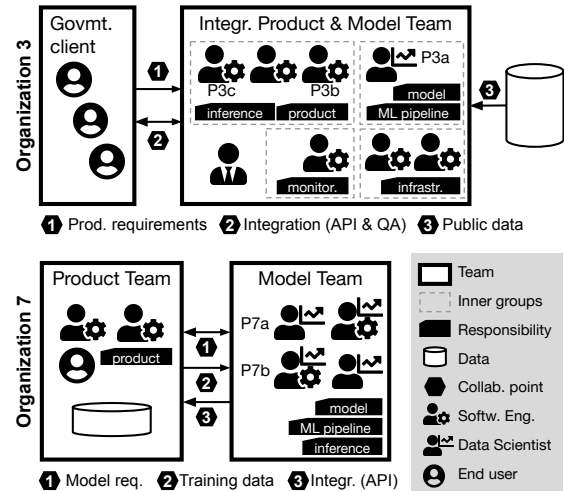 Organization 3
Govmt.
client
Integr. Product & Model Team
P3c
P3b
P3a
inference
product
model
ML pipeline
monitor.
infrastr.
1
2
3
1 Prod. requirements 2 Integration (API & QA) 3 Public data
Organization 7
Product Team
Model Team
product
P7a
P7b
1
2
3
model
ML pipeline
inference
1 Model req. 2 Training data 3 Integr. (API)
Team
Inner groups
Responsibility
Data
Collab. point
Softw. Eng.
Data Scientist
End user